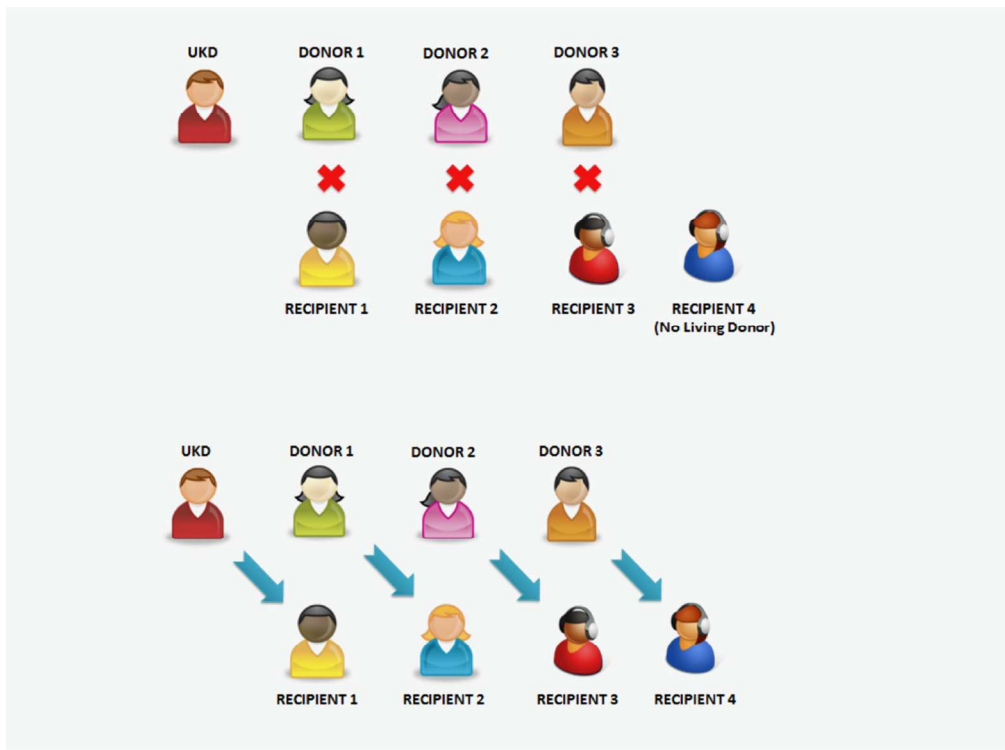 UKD
DONOR 1
DONOR 2
DONOR 3
RECIPIENT 1
RECIPIENT 2
RECIPIENT 3
RECIPIENT 4
(No Living Donor)
UKD
DONOR 1
DONOR 2
DONOR 3
RECIPIENT 1
RECIPIENT 2
RECIPIENT 3
RECIPIENT 4